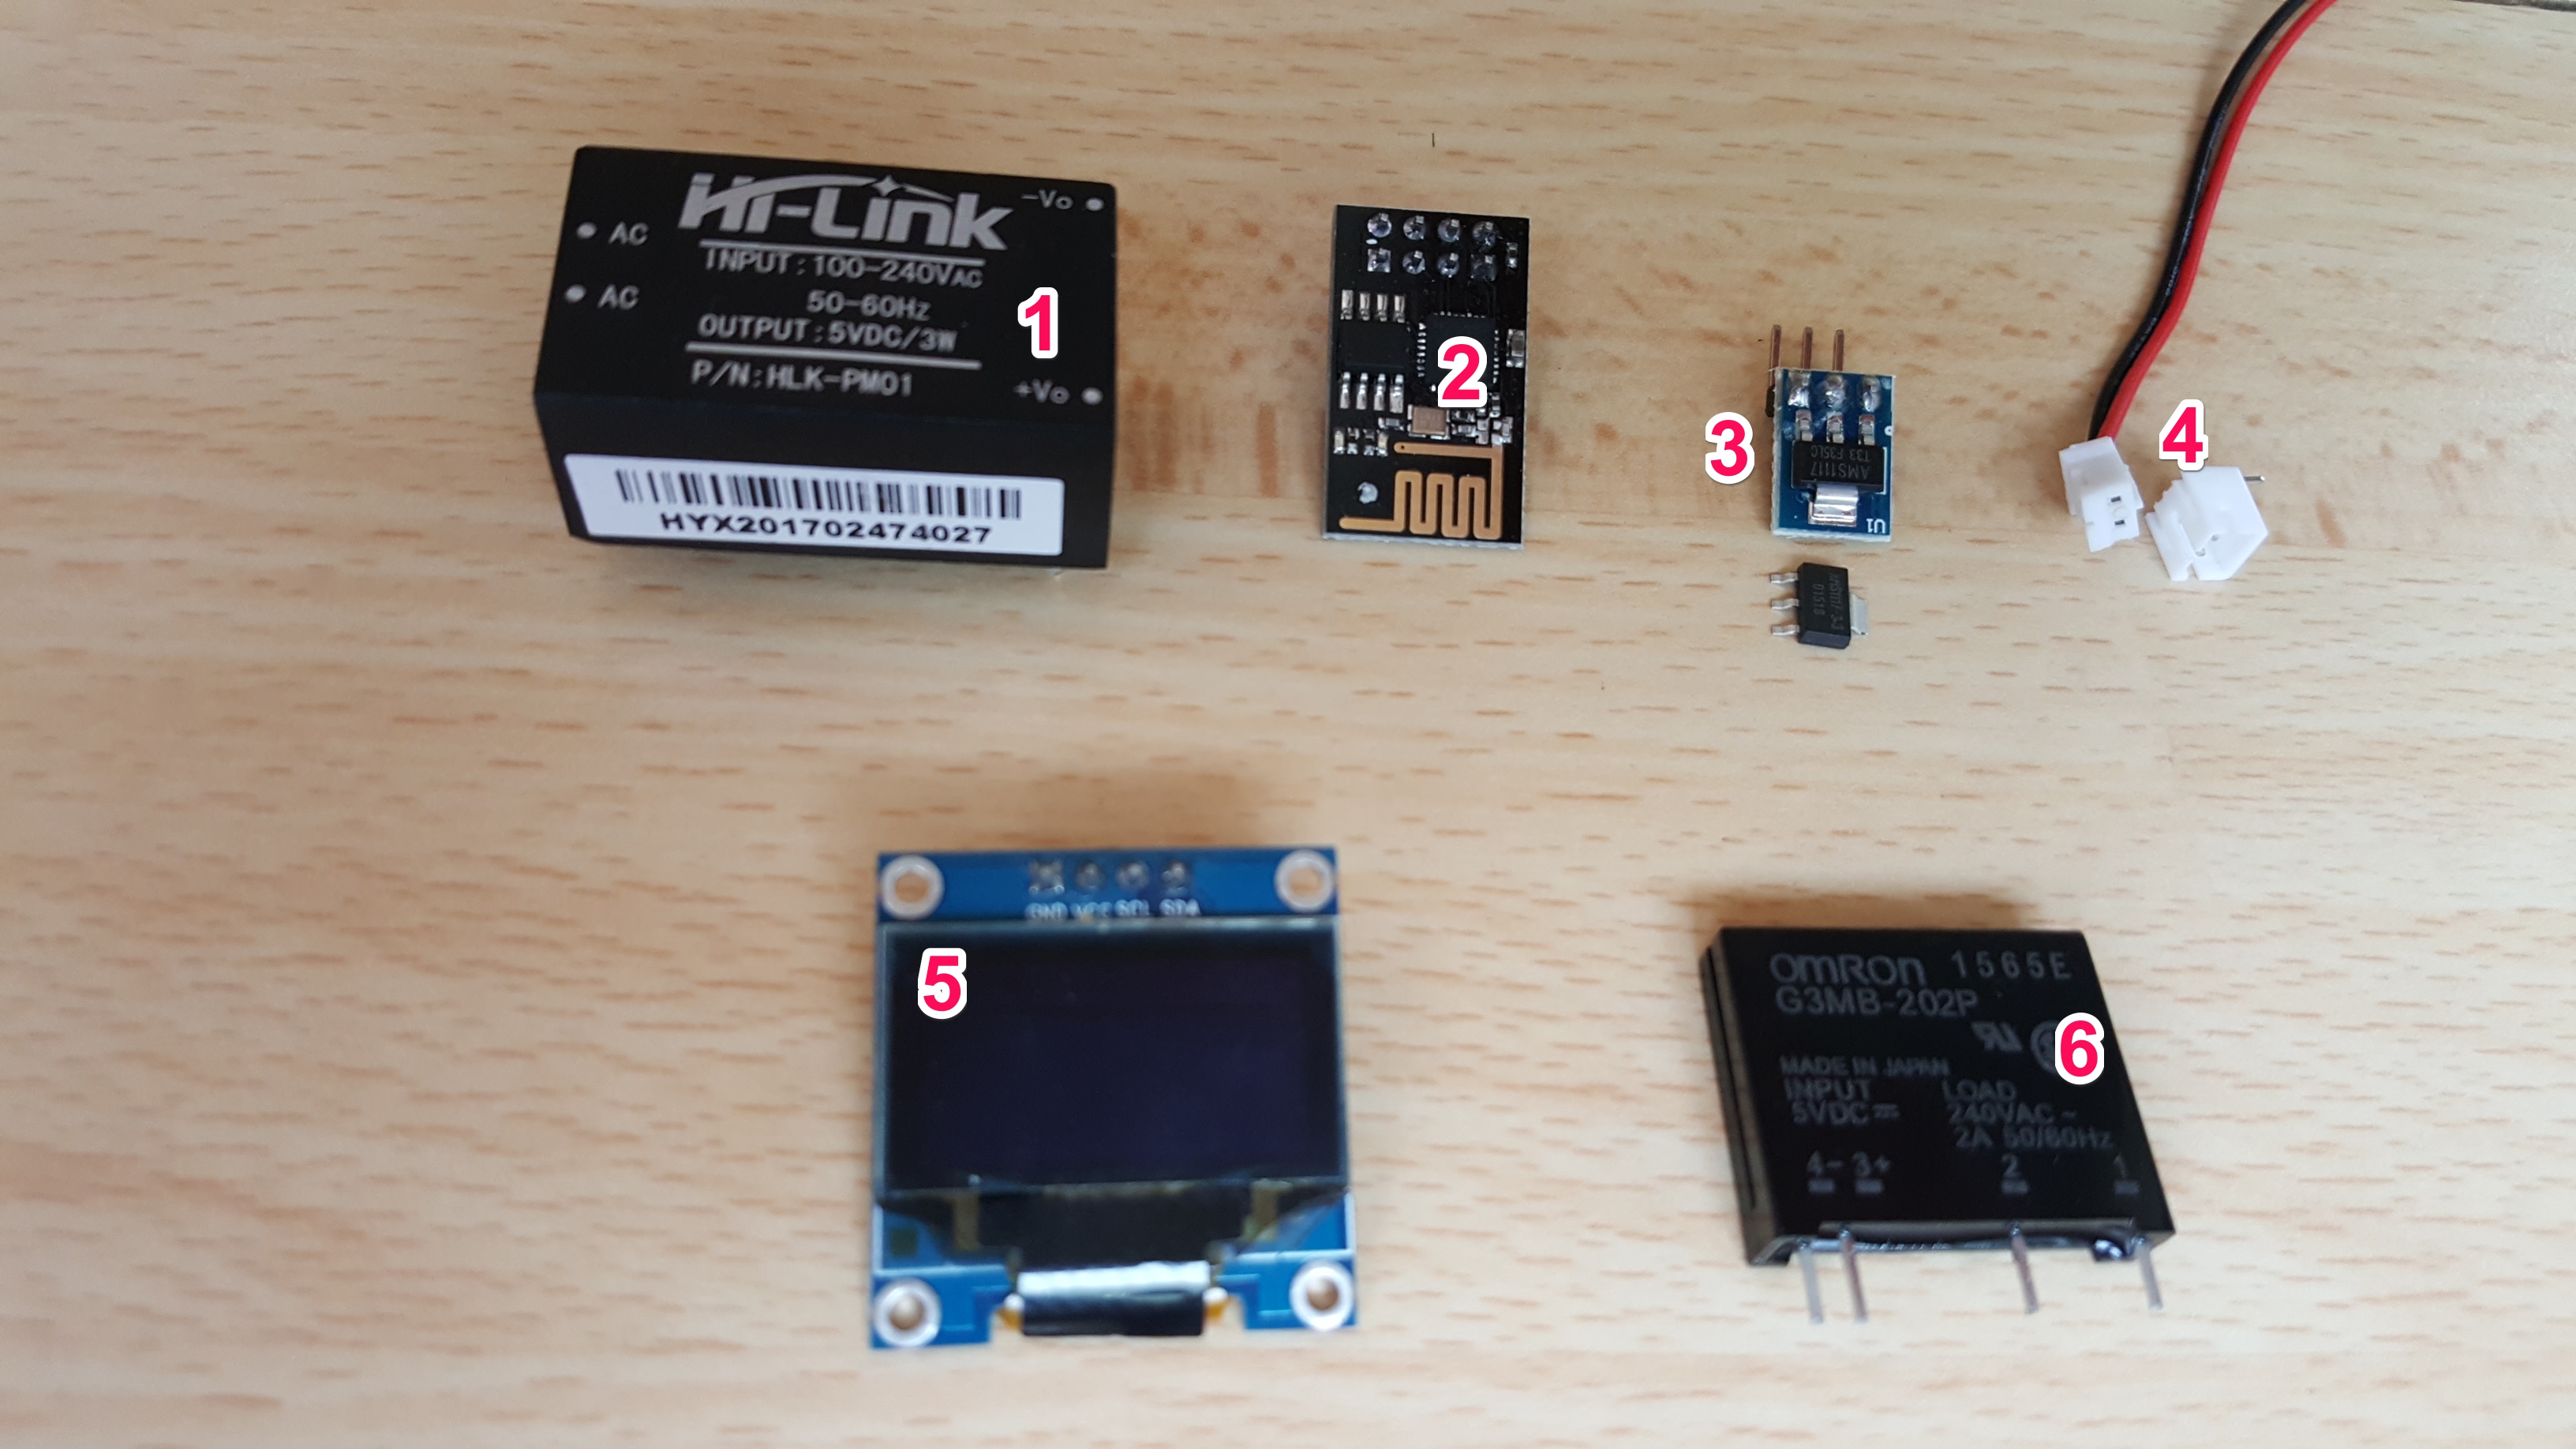 Hi-Link
-Vo
AC
INPUT:100-240VAC
50-60Hz
AC
OUTPUT:5VDC/3W
+Vo
P/N:HLK-PM01
HYX201702474027
1
2
3
AMS1117
U1
4
5
GND VCC SCL SDA
6
OMRON 1565E
G3MB-202P
MADE IN JAPAN
INPUT LOAD
5VDC 240VAC~
2A 50/60Hz
4- 3+ 2 1